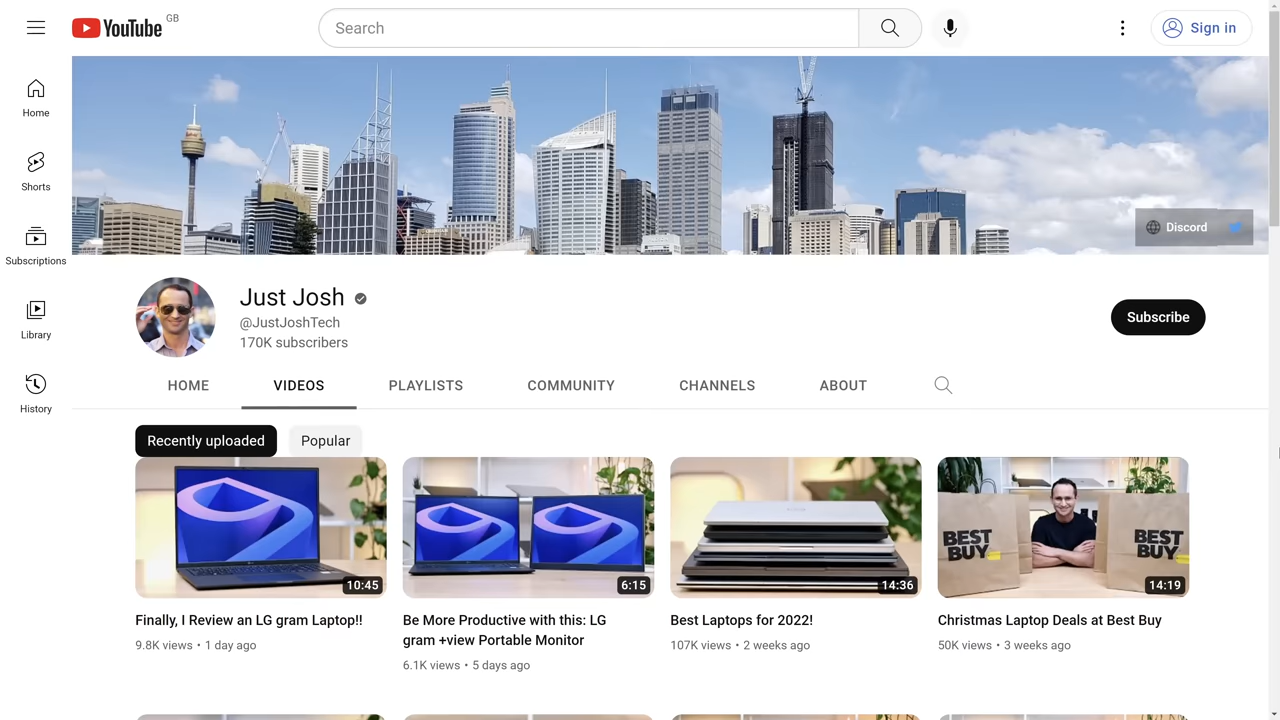 YouTube GB
Search
Sign in
Home
Shorts
Subscriptions
Library
History
Discord
Just Josh
@JustJoshTech
170K subscribers
Subscribe
HOME VIDEOS PLAYLISTS COMMUNITY CHANNELS ABOUT
Recently uploaded Popular
10:45
6:15
14:36
BEST BUY
BEST BUY
14:19
Finally, I Review an LG gram Laptop!!
9.8K views • 1 day ago
Be More Productive with this: LG
gram +view Portable Monitor
6.1K views • 5 days ago
Best Laptops for 2022!
107K views • 2 weeks ago
Christmas Laptop Deals at Best Buy
50K views • 3 weeks ago